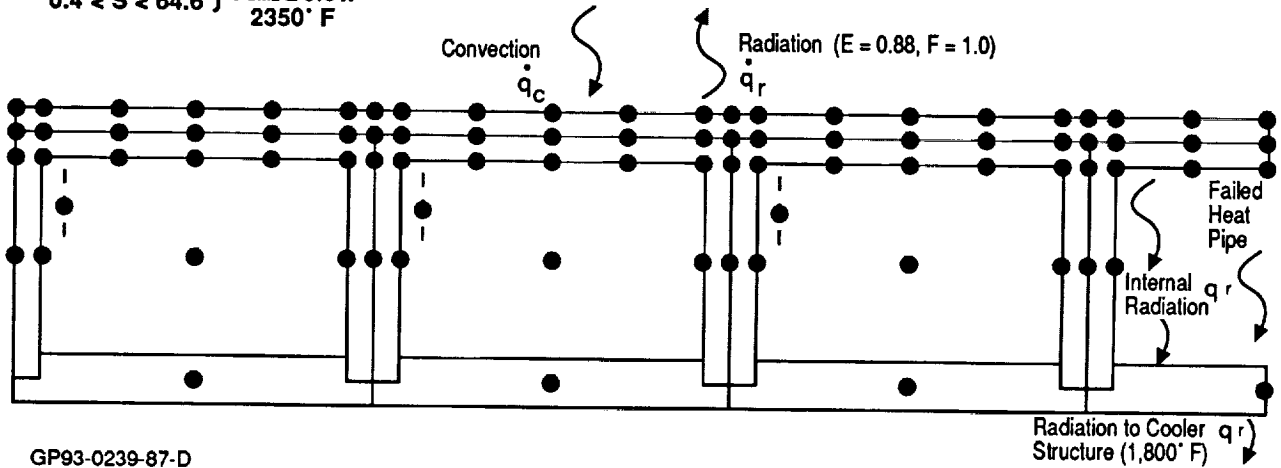 0.4 < S < 64.6
2350° F
Convection
q̇c
Radiation (E = 0.88, F = 1.0)
q̇r
Failed
Heat
Pipe
Internal
Radiation q r
Radiation to Cooler q r
Structure (1,800° F)
GP93-0239-87-D